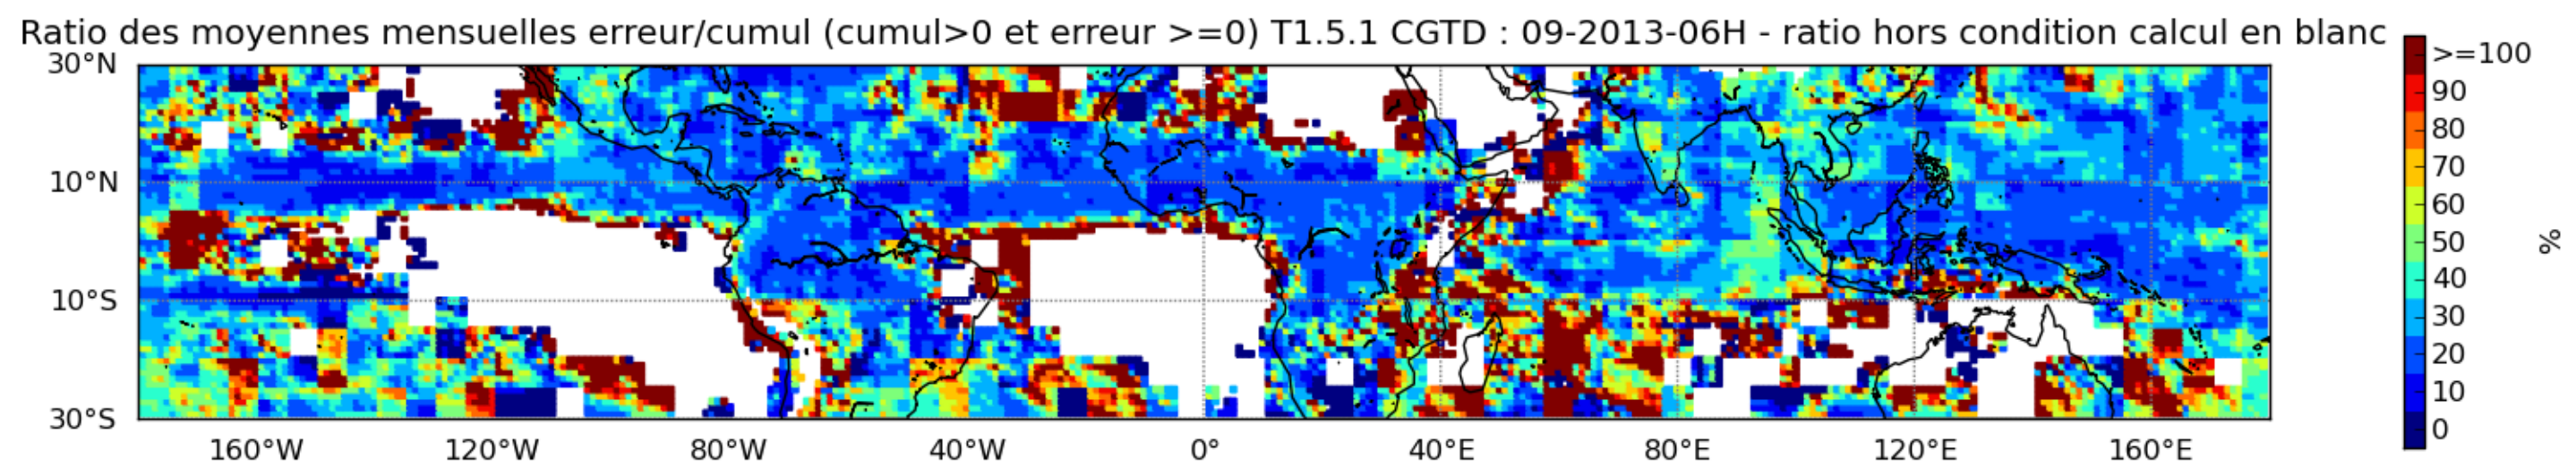 Ratio des moyennes mensuelles erreur/cumul (cumul>0 et erreur >=0) T1.5.1 CGTD : 09-2013-06H - ratio hors condition calcul en blanc
30°N
10°N
10°S
30°S
160°W 120°W 80°W 40°W 0° 40°E 80°E 120°E 160°E
>=100
90
80
70
60
50
40
30
20
10
0
%